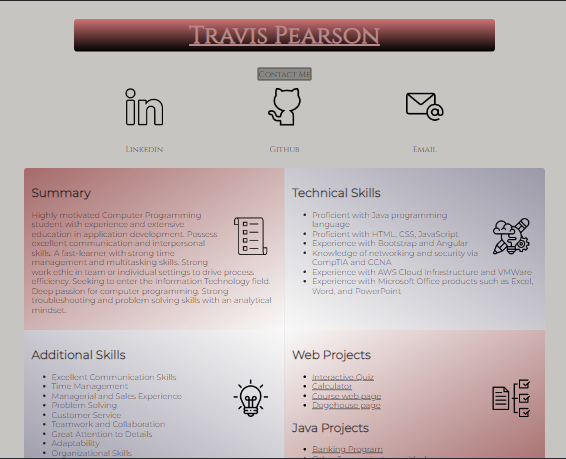 Travis Pearson
Contact Me
LinkedIn
Github
Email
Summary
Highly motivated Computer Programming
student with experience and extensive
education in application development. Possess
excellent communication and interpersonal
skills. A fast-learner with strong time
management and multitasking skills. Strong
work ethic in team or individual settings to drive process
efficiency. Seeking to enter the Information Technology field.
Deep passion for computer programming. Strong
troubleshooting and problem solving skills with an analytical
mindset.
Technical Skills
Proficient with Java programming
language
Proficient with HTML, CSS, JavaScript
Experience with Bootstrap and Angular
Knowledge of networking and security via
CompTIA and CCNA
Experience with AWS Cloud Infrastructure and VMWare
Experience with Microsoft Office products such as Excel,
Word, and PowerPoint
Additional Skills
Excellent Communication Skills
Time Management
Managerial and Sales Experience
Problem Solving
Customer Service
Teamwork and Collaboration
Great Attention to Details
Adaptability
Organizational Skills
Web Projects
Interactive Quiz
Calculator
Course web page
Dogehouse page
Java Projects
Banking Program